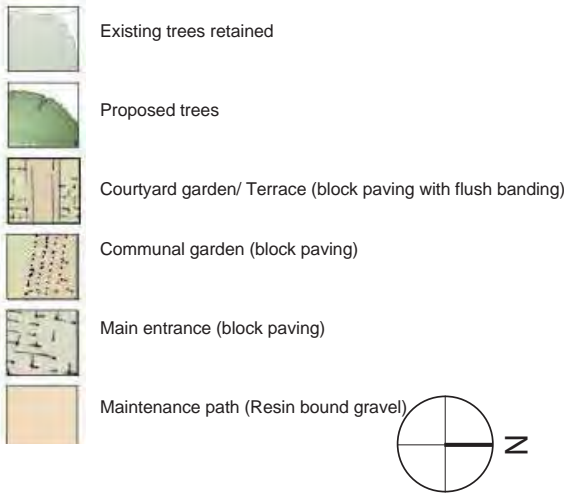 Existing trees retained
Proposed trees
Courtyard garden/ Terrace (block paving with flush banding)
Communal garden (block paving)
Main entrance (block paving)
Maintenance path (Resin bound gravel)
N